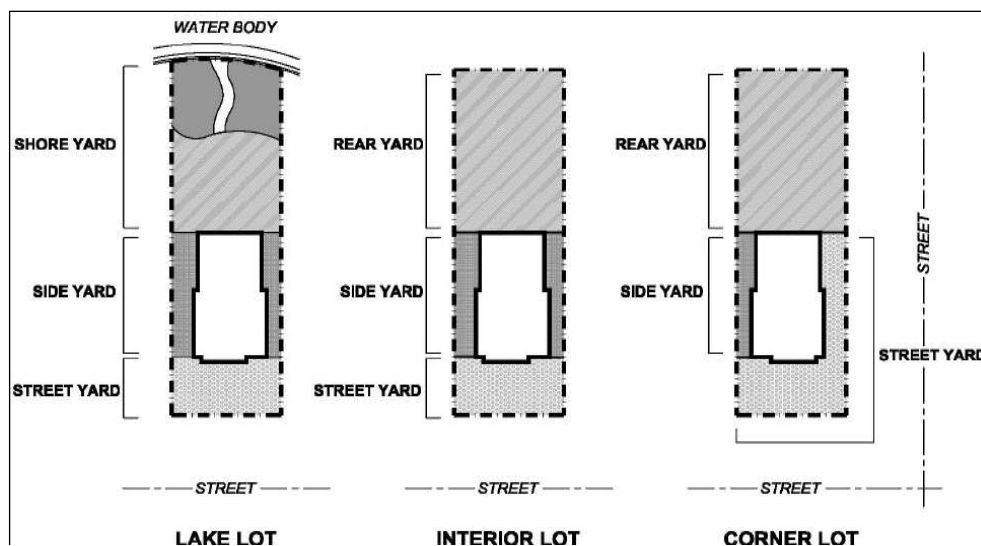 WATER BODY
SHORE YARD
REAR YARD
REAR YARD
SIDE YARD
SIDE YARD
SIDE YARD
STREET
STREET YARD
STREET YARD
STREET YARD
STREET
STREET
STREET
LAKE LOT
INTERIOR LOT
CORNER LOT